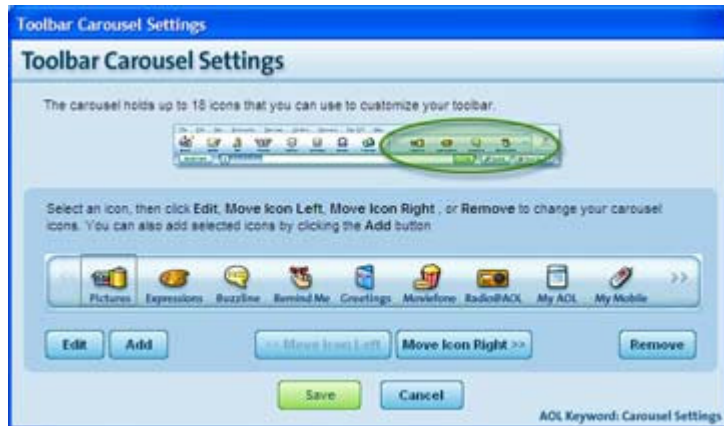 Toolbar Carousel Settings
Toolbar Carousel Settings
The carousel holds up to 18 icons that you can use to customize your toolbar.
Select an icon, then click Edit, Move Icon Left, Move Icon Right , or Remove to change your carousel
icons. You can also add selected icons by clicking the Add button
Pictures Expressions Buzzline Remind Me Greetings Moviefone Radio@AOL My AOL My Mobile >>
Edit Add << Move Icon Left Move Icon Right >> Remove
Save Cancel
AOL Keyword: Carousel Settings